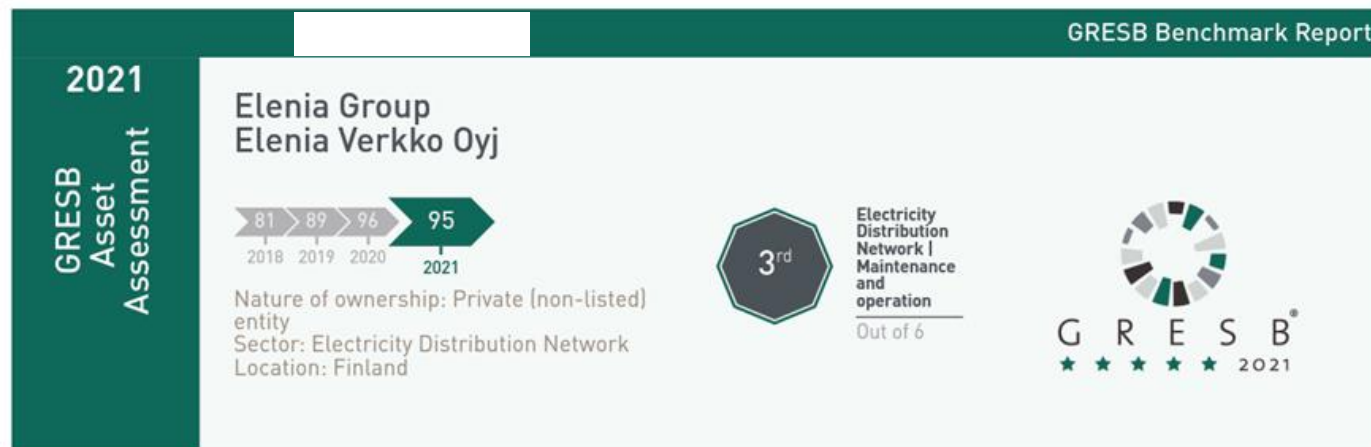 GRESB Benchmark Report
2021
GRESB
Asset
Assessment
Elenia Group
Elenia Verkko Oyj
81 89 96 95
2018 2019 2020 2021
Nature of ownership: Private (non-listed)
entity
Sector: Electricity Distribution Network
Location: Finland
3rd
Electricity
Distribution
Network |
Maintenance
and
operation
Out of 6
G R E S B®
2021